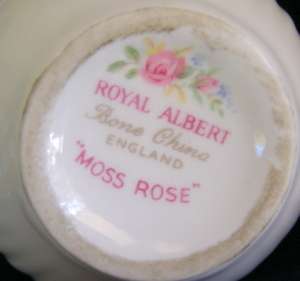 ROYAL ALBERT
Bone China
ENGLAND
"MOSS ROSE"